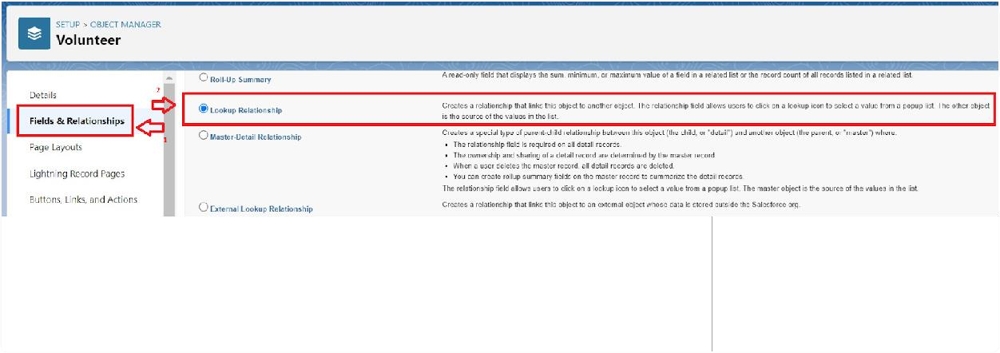 SETUP > OBJECT MANAGER
Volunteer
Details
Fields & Relationships
Page Layouts
Lightning Record Pages
Buttons, Links, and Actions
2
1
Roll-Up Summary
A read-only field that displays the sum, minimum, or maximum value of a field in a related list or the record count of all records listed in a related list.
Lookup Relationship
Creates a relationship that links this object to another object. The relationship field allows users to click on a lookup icon to select a value from a popup list. The other object
is the source of the values in the list.
Master-Detail Relationship
Creates a special type of parent-child relationship between this object (the child, or "detail") and another object (the parent, or "master") where:
• The relationship field is required on all detail records.
• The ownership and sharing of a detail record are determined by the master record.
• When a user deletes the master record, all detail records are deleted.
• You can create rollup summary fields on the master record to summarize the detail records.
The relationship field allows users to click on a lookup icon to select a value from a popup list. The master object is the source of the values in the list.
External Lookup Relationship
Creates a relationship that links this object to an external object whose data is stored outside the Salesforce org.